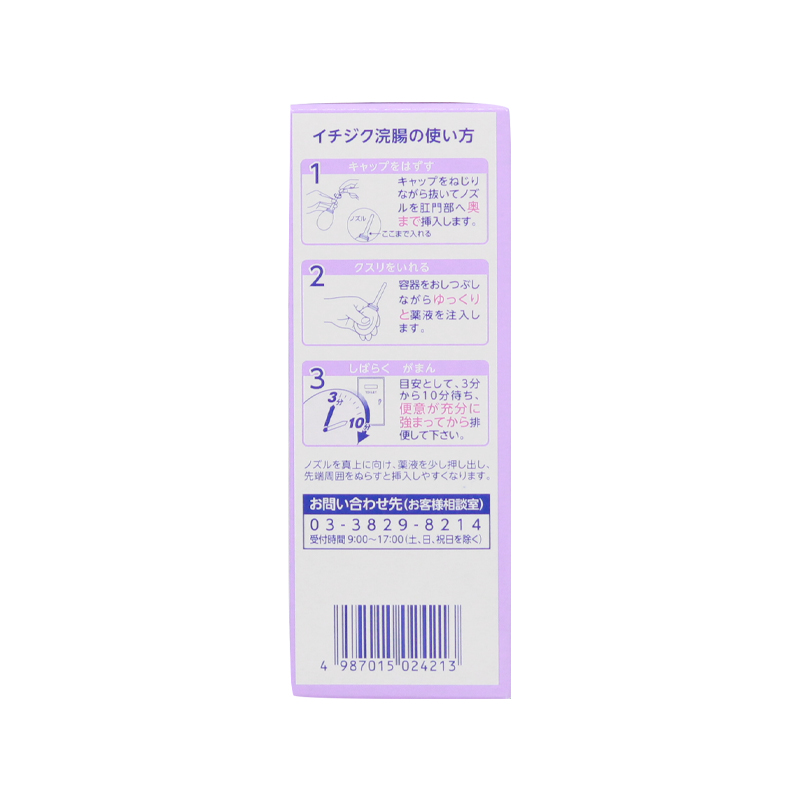 イチジク浣腸の使い方
1
キャップをはずす
キャップをねじり
ながら抜いてノズ
ルを肛門部へ奥
まで挿入します。
ノズル
ここまで入れる
2
クスリをいれる
容器をおしつぶし
ながらゆっくり
と薬液を注入し
ます。
3
しばらく がまん
3分
10分
目安として、3分
から10分待ち、
便意が充分に
強まってから排
便して下さい。
ノズルを真上に向け、薬液を少し押し出し、
先端周囲をぬらすと挿入しやすくなります。
お問い合わせ先(お客様相談室)
03-3829-8214
受付時間 9:00〜17:00(土、日、祝日を除く)
4 987015 024213